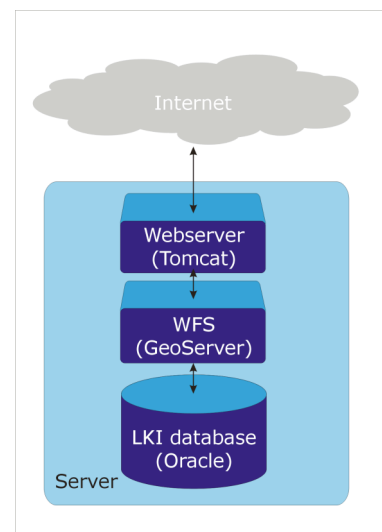 Internet
Webserver
(Tomcat)
WFS
(GeoServer)
LKI database
(Oracle)
Server